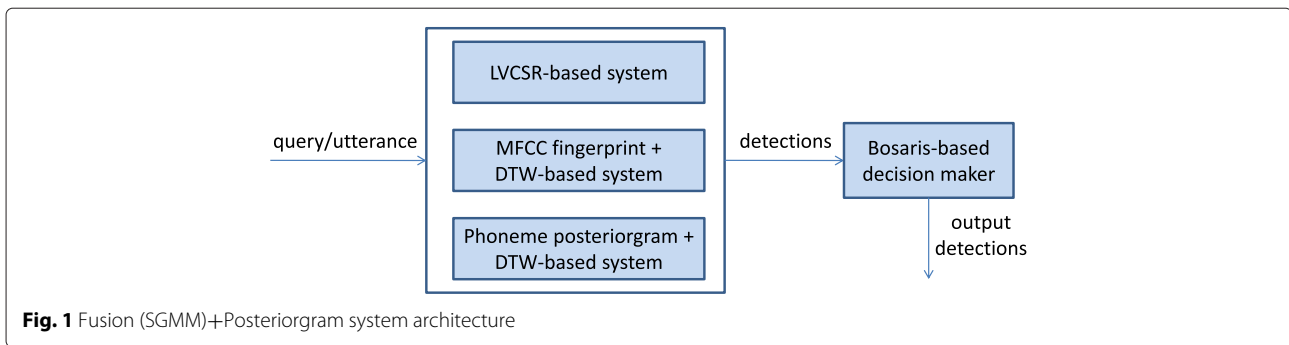 LVCSR-based system
query/utterance
MFCC fingerprint +
DTW-based system
detections
Bosaris-based
decision maker
Phoneme posteriorgram +
DTW-based system
output
detections
Fig. 1 Fusion (SGMM)+Posteriorgram system architecture